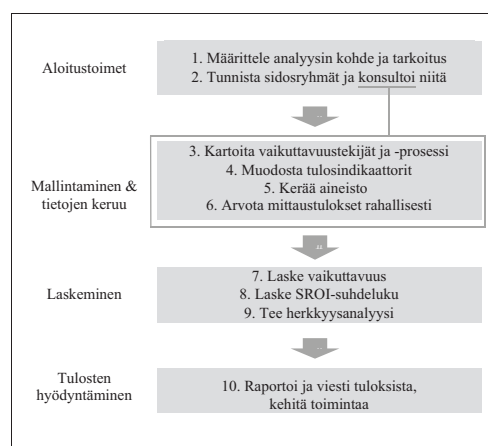 Aloitustoimet
1. Määrittele analyysin kohde ja tarkoitus
2. Tunnista sidosryhmät ja konsultoi niitä
Mallintaminen &
tietojen keruu
3. Kartoita vaikuttavuustekijät ja -prosessi
4. Muodosta tulosindikaattorit
5. Kerää aineisto
6. Arvota mittaustulokset rahallisesti
Laskeminen
7. Laske vaikuttavuus
8. Laske SROI-suhdeluku
9. Tee herkkyysanalyysi
Tulosten
hyödyntäminen
10. Raportoi ja viesti tuloksista,
kehitä toimintaa